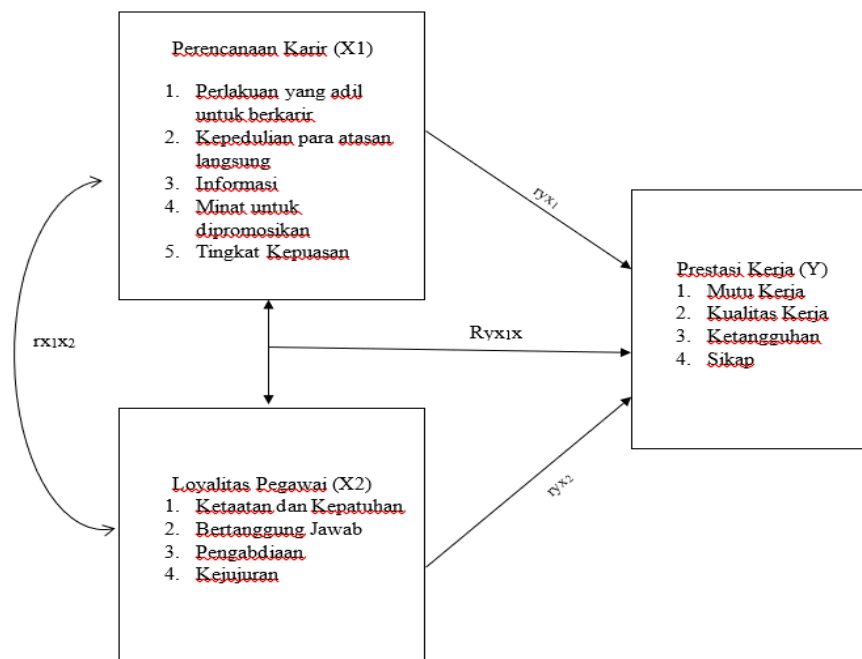 Perencanaan Karir (X1)
1. Perlakuan yang adil
untuk berkarir
2. Kepedulian para atasan
langsung
3. Informasi
4. Minat untuk
dipromosikan
5. Tingkat Kepuasan
ryx₁
Prestasi Kerja (Y)
1. Mutu Kerja
2. Kualitas Kerja
3. Ketangguhan
4. Sikap
rx₁x₂
Ryx₁x
Loyalitas Pegawai (X2)
1. Ketaatan dan Kepatuhan
2. Bertanggung Jawab
3. Pengabdiaan
4. Kejujuran
ryx₂